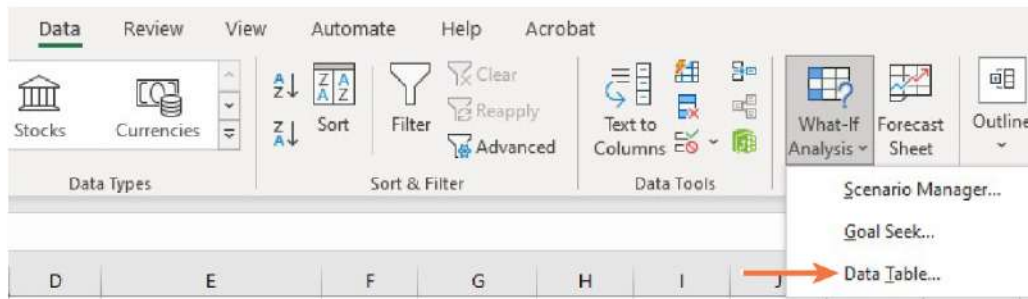 Data Review View Automate Help Acrobat
Stocks Currencies
Sort Filter
Clear
Reapply
Advanced
Text to
Columns
What-If
Analysis
Forecast
Sheet
Outline
Data Types Sort & Filter Data Tools
Scenario Manager...
Goal Seek...
Data Table...
D E F G H I J